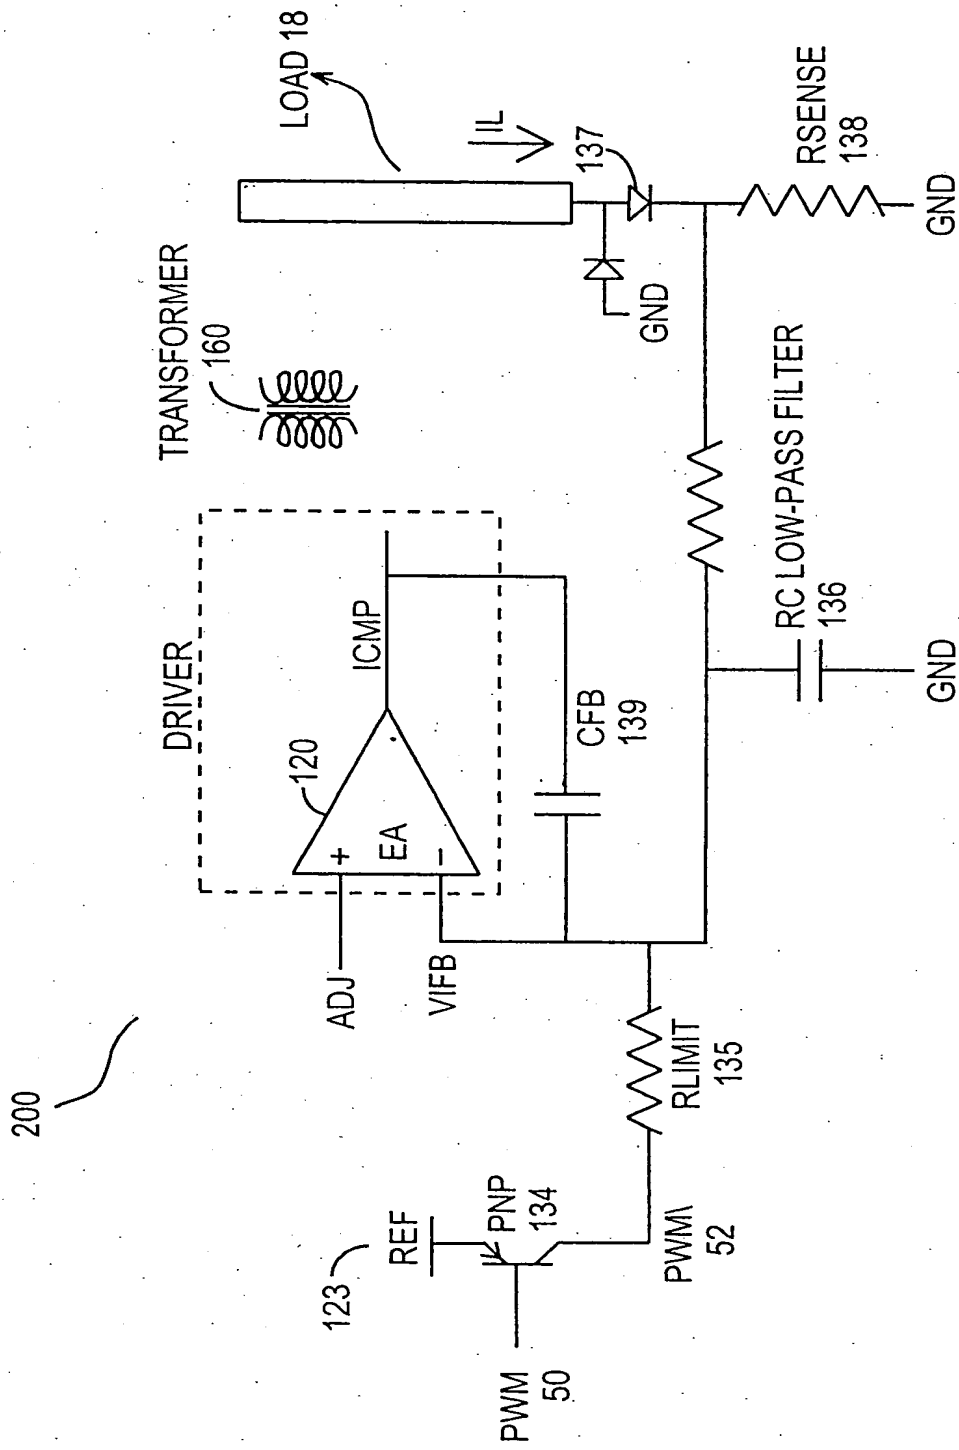 200
123
REF
PNP
134
PWM
50
PWM\
52
RLIMIT
135
ADJ
VIFB
DRIVER
120
+
EA
−
ICMP
CFB
139
TRANSFORMER
160
LOAD 18
IL
137
GND
RSENSE
138
GND
RC LOW-PASS FILTER
136
GND